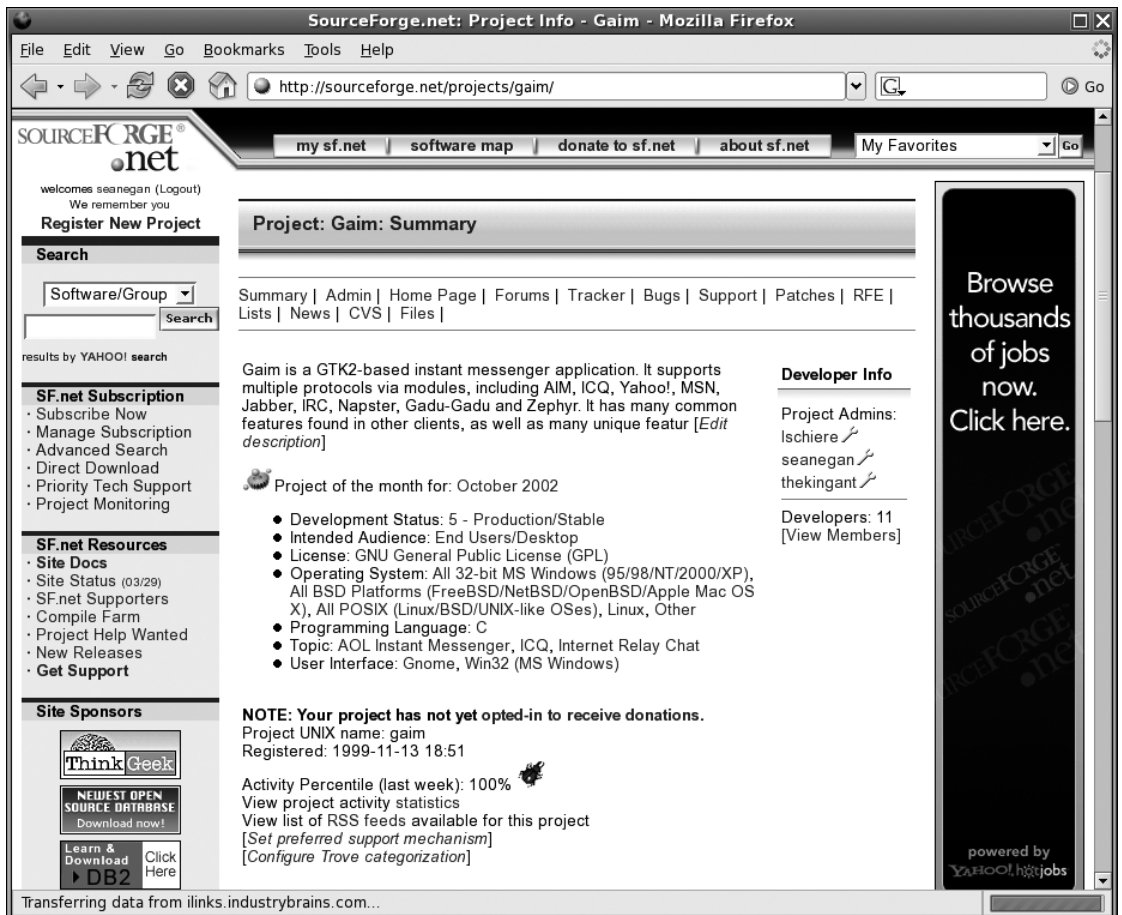 SourceForge.net: Project Info - Gaim - Mozilla Firefox
File Edit View Go Bookmarks Tools Help
http://sourceforge.net/projects/gaim/
G
Go
SOURCEFORGE®
.net
my sf.net
software map
donate to sf.net
about sf.net
My Favorites
Go
welcomes seanegan (Logout)
We remember you
Register New Project
Search
Software/Group
Search
results by YAHOO! search
SF.net Subscription
· Subscribe Now
· Manage Subscription
· Advanced Search
· Direct Download
· Priority Tech Support
· Project Monitoring
SF.net Resources
· Site Docs
· Site Status (03/29)
· SF.net Supporters
· Compile Farm
· Project Help Wanted
· New Releases
· Get Support
Site Sponsors
ThinkGeek
NEWEST OPEN
SOURCE DATABASE
Download now!
Learn &
Download
DB2
Click
Here
Project: Gaim: Summary
Summary | Admin | Home Page | Forums | Tracker | Bugs | Support | Patches | RFE |
Lists | News | CVS | Files |
Gaim is a GTK2-based instant messenger application. It supports
multiple protocols via modules, including AIM, ICQ, Yahoo!, MSN,
Jabber, IRC, Napster, Gadu-Gadu and Zephyr. It has many common
features found in other clients, as well as many unique featur [Edit
description]
Project of the month for: October 2002
● Development Status: 5 - Production/Stable
● Intended Audience: End Users/Desktop
● License: GNU General Public License (GPL)
● Operating System: All 32-bit MS Windows (95/98/NT/2000/XP),
All BSD Platforms (FreeBSD/NetBSD/OpenBSD/Apple Mac OS
X), All POSIX (Linux/BSD/UNIX-like OSes), Linux, Other
● Programming Language: C
● Topic: AOL Instant Messenger, ICQ, Internet Relay Chat
● User Interface: Gnome, Win32 (MS Windows)
NOTE: Your project has not yet opted-in to receive donations.
Project UNIX name: gaim
Registered: 1999-11-13 18:51
Activity Percentile (last week): 100%
View project activity statistics
View list of RSS feeds available for this project
[Set preferred support mechanism]
[Configure Trove categorization]
Developer Info
Project Admins:
lschiere
seanegan
thekingant
Developers: 11
[View Members]
Browse
thousands
of jobs
now.
Click here.
SOURCEFORGE
.net
SOURCEFORGE
.net
SOURCEFORGE
.net
powered by
YAHOO! hotjobs
Transferring data from ilinks.industrybrains.com...